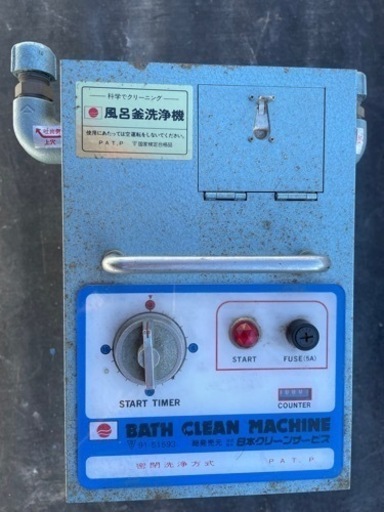 科学でクリーニング
風呂釜洗浄機
使用にあたっては空運転をしないでください。
P A T . P
START
FUSE(5A)
START TIMER
COUNTER
BATH CLEAN MACHINE
日本クリーンサービス
密閉洗浄方式 P A T . P